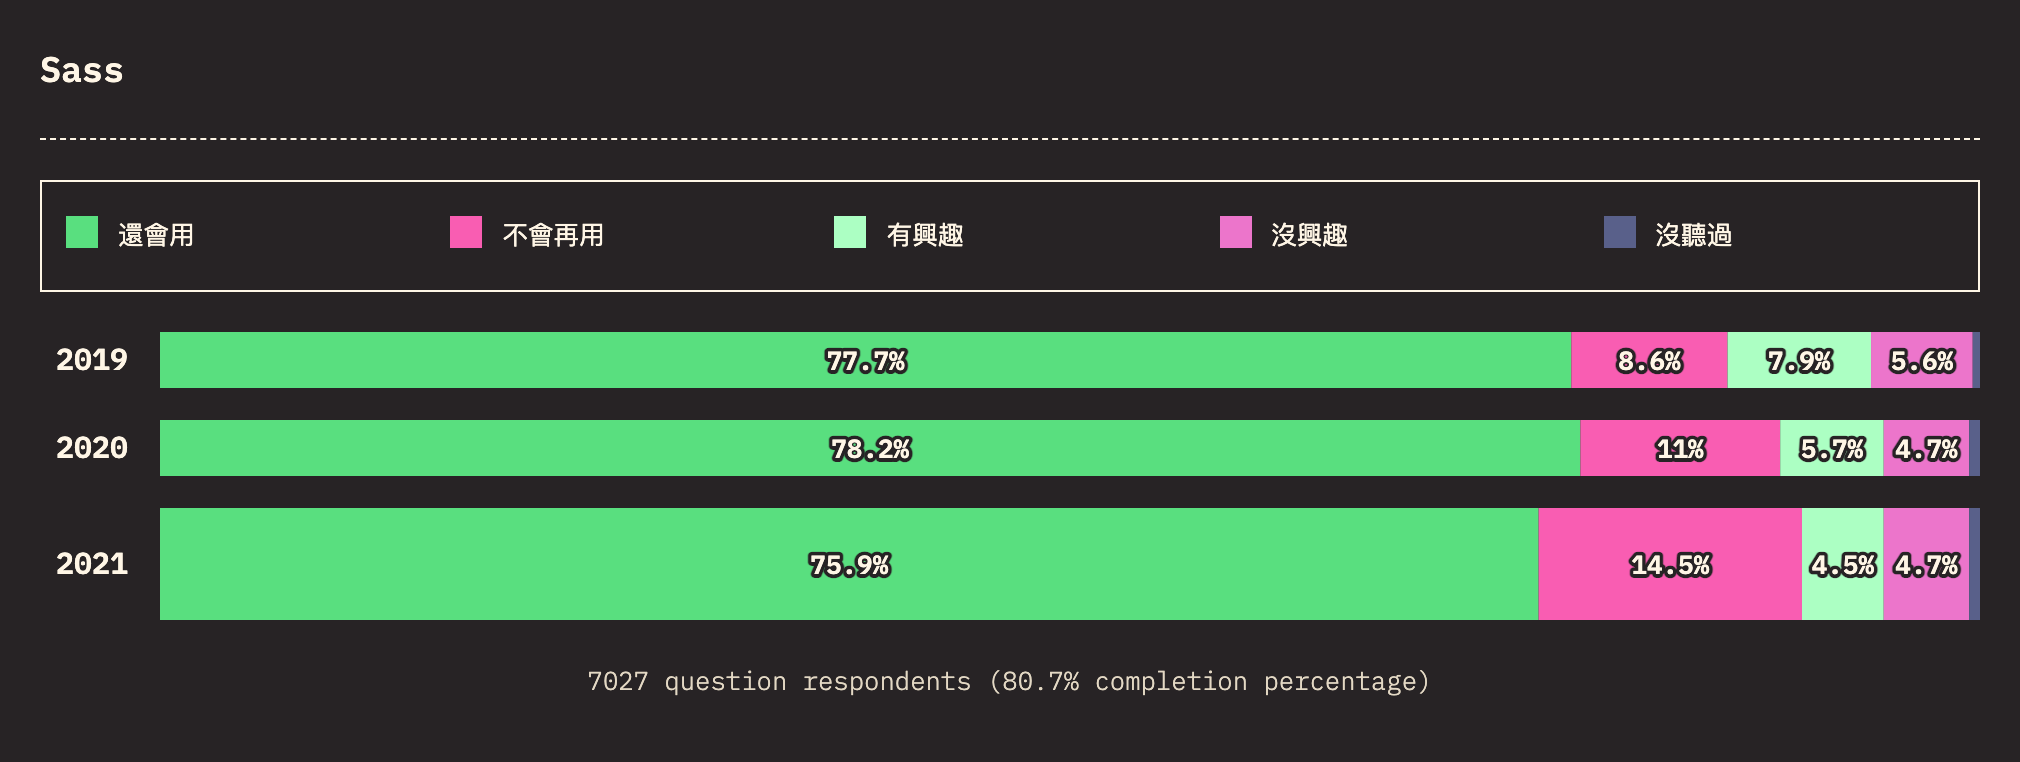 Sass
還會用 不會再用 有興趣 沒興趣 沒聽過
2019 77.7% 8.6% 7.9% 5.6%
2020 78.2% 11% 5.7% 4.7%
2021 75.9% 14.5% 4.5% 4.7%
7027 question respondents (80.7% completion percentage)